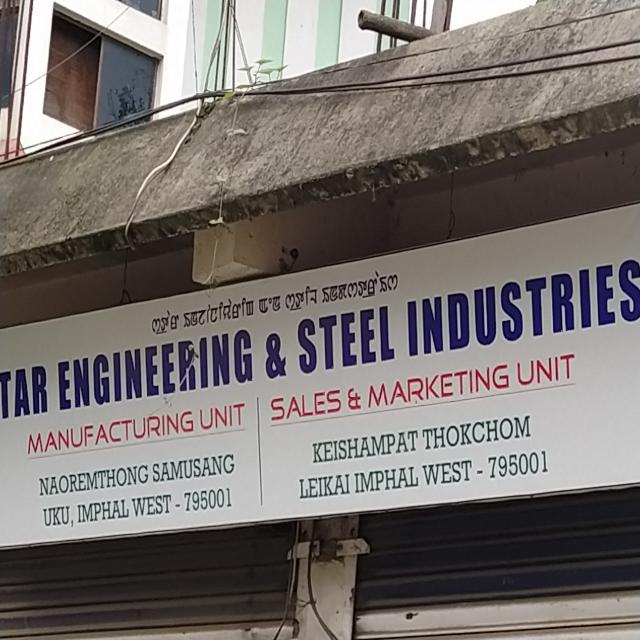 TAR ENGINEERING & STEEL INDUSTRIES
MANUFACTURING UNIT
NAOREMTHONG SAMUSANG
UKU, IMPHAL WEST - 795001
SALES & MARKETING UNIT
KEISHAMPAT THOKCHOM
LEIKAI IMPHAL WEST - 795001